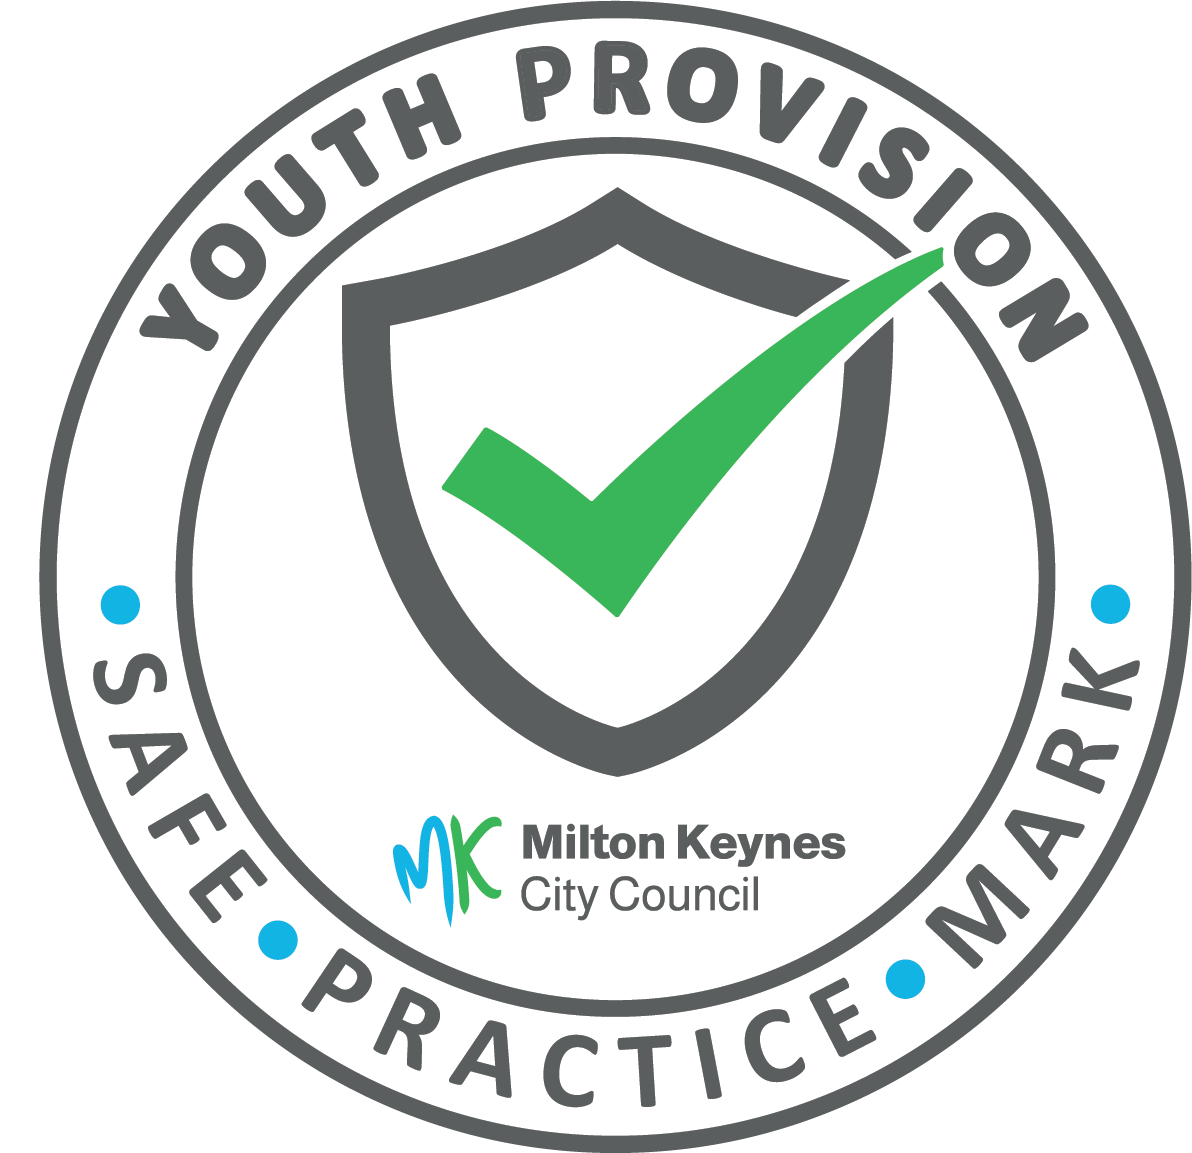 YOUTH PROVISION
MK Milton Keynes
City Council
SAFE • PRACTICE • MARK